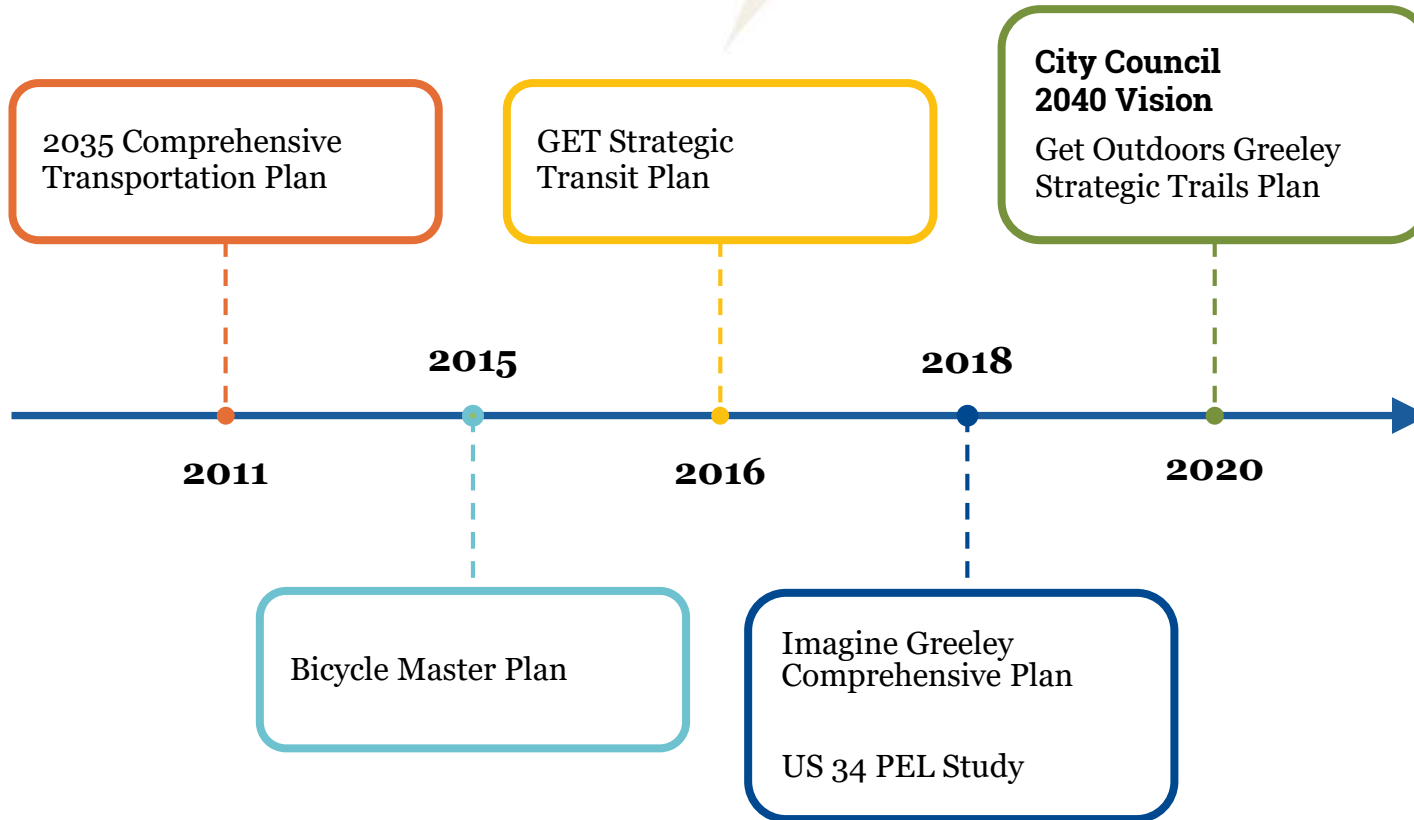 City Council
2040 Vision
Get Outdoors Greeley
Strategic Trails Plan
2035 Comprehensive
Transportation Plan
GET Strategic
Transit Plan
2015
2018
2011
2016
2020
Bicycle Master Plan
Imagine Greeley
Comprehensive Plan
US 34 PEL Study